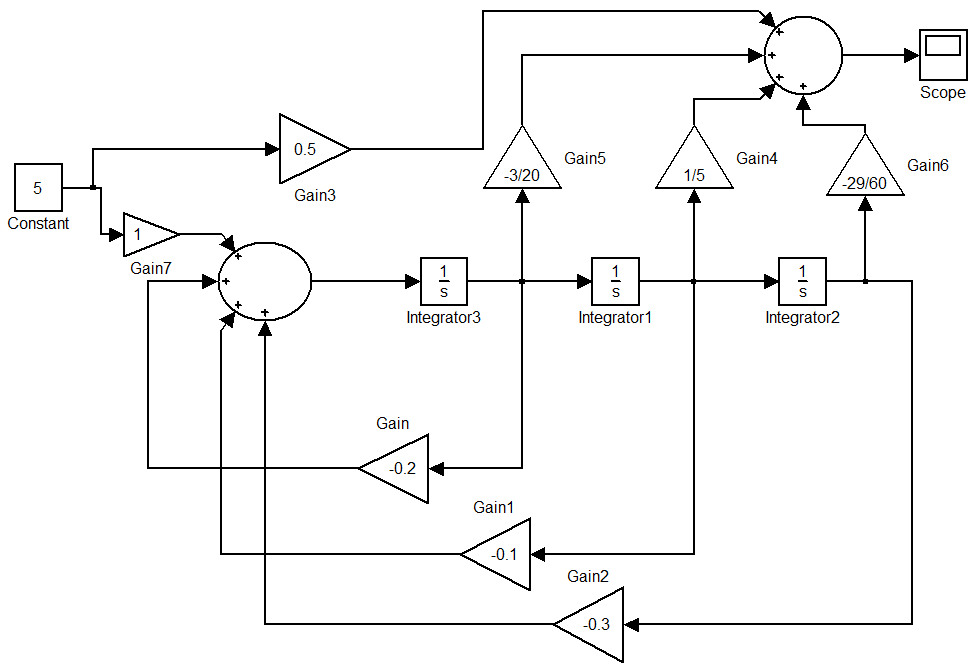 +
+
+
+
Scope
-3/20
Gain5
1/5
Gain4
-29/60
Gain6
0.5
Gain3
5
Constant
1
Gain7
+
+
+
+
1
s
Integrator3
1
s
Integrator1
1
s
Integrator2
Gain
-0.2
Gain1
-0.1
Gain2
-0.3